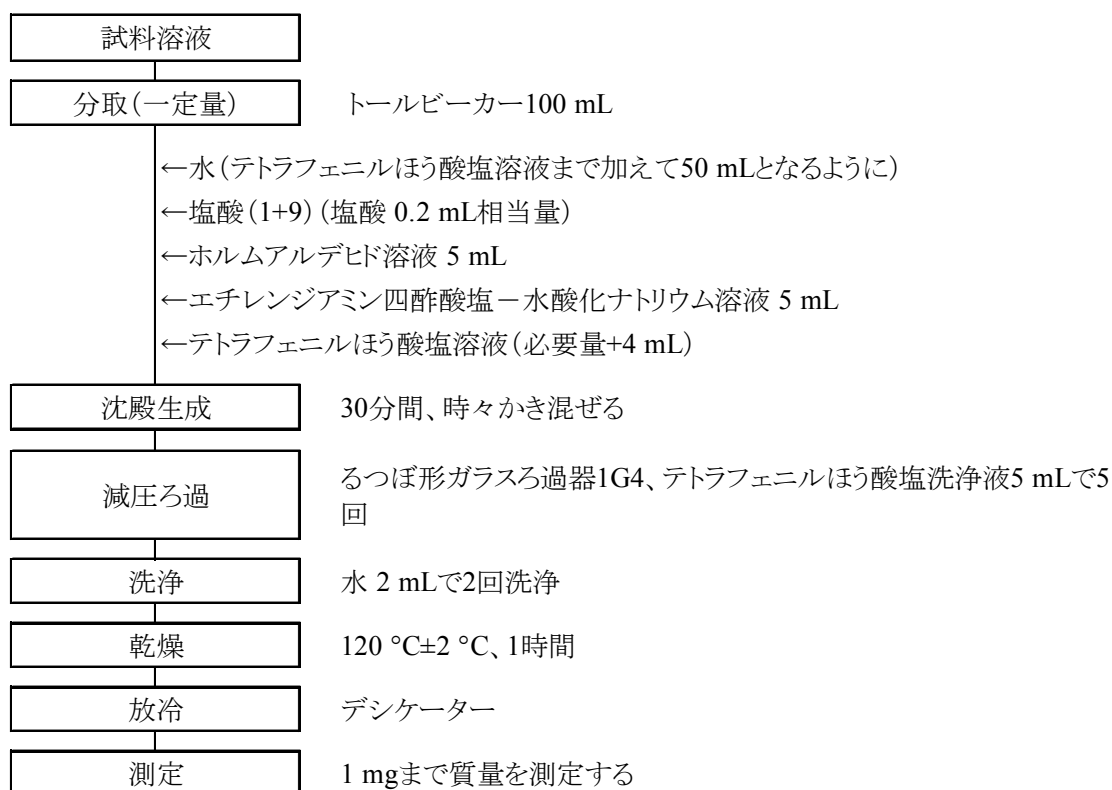 試料溶液
分取(一定量) トールビーカー100 mL
←水(テトラフェニルほう酸塩溶液まで加えて50 mLとなるように)
←塩酸(1+9)(塩酸 0.2 mL相当量)
←ホルムアルデヒド溶液 5 mL
←エチレンジアミン四酢酸塩－水酸化ナトリウム溶液 5 mL
←テトラフェニルほう酸塩溶液(必要量+4 mL)
沈殿生成 30分間、時々かき混ぜる
減圧ろ過 るつぼ形ガラスろ過器1G4、テトラフェニルほう酸塩洗浄液5 mLで5
回
洗浄 水 2 mLで2回洗浄
乾燥 120 °C±2 °C、1時間
放冷 デシケーター
測定 1 mgまで質量を測定する